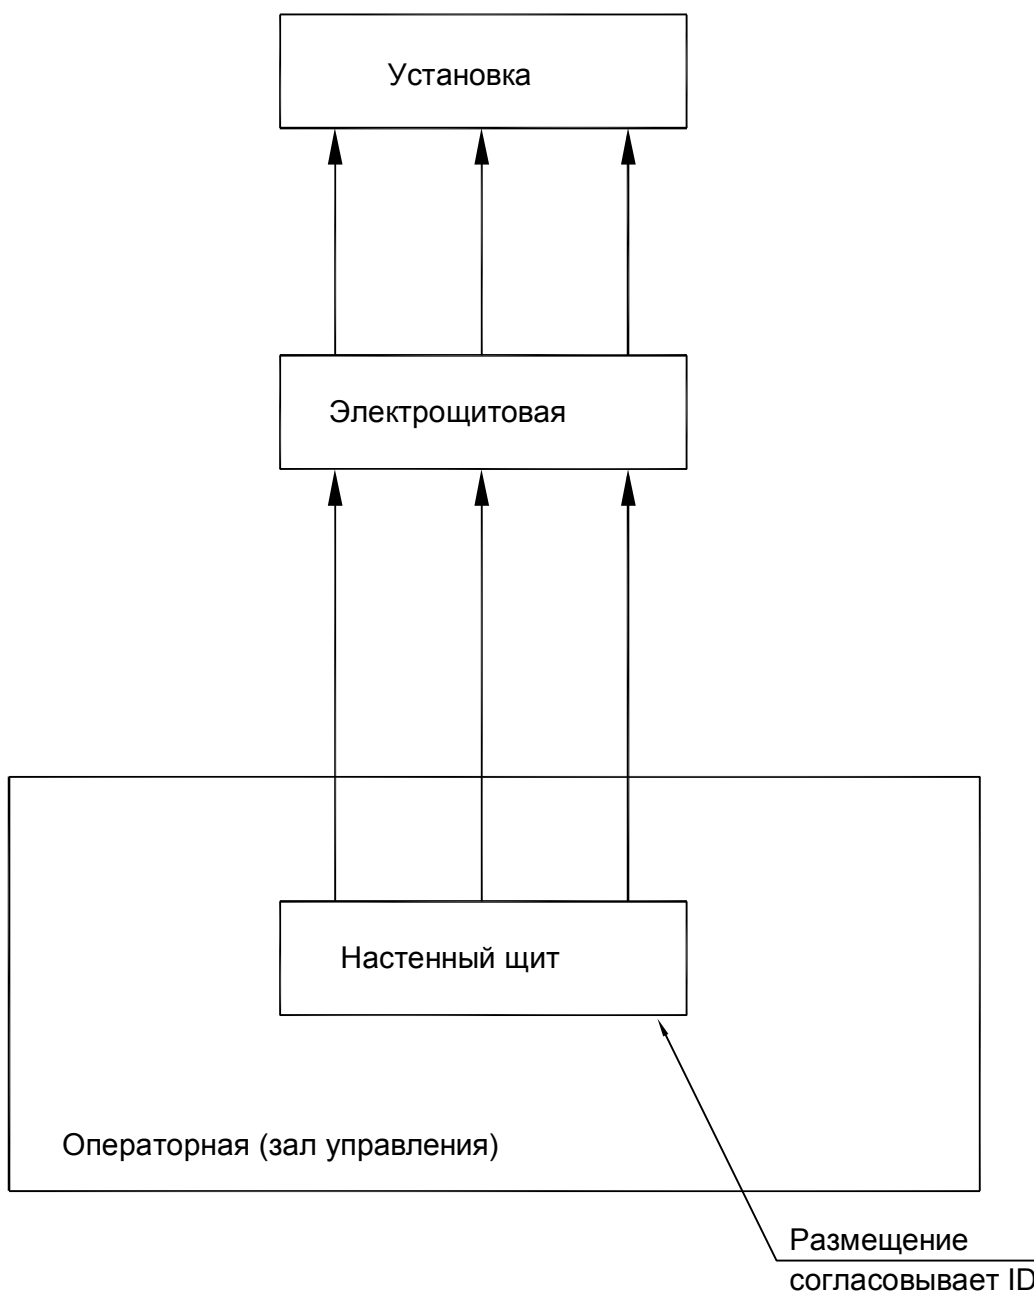 Установка
Электрощитовая
Настенный щит
Операторная (зал управления)
Размещение
согласовывает ID